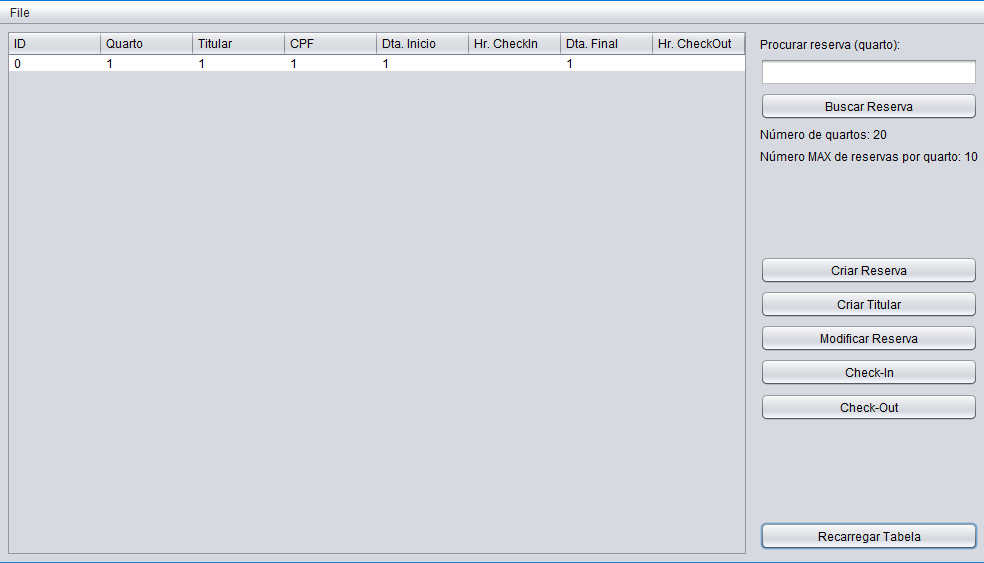 File
ID Quarto Titular CPF Dta. Inicio Hr. CheckIn Dta. Final Hr. CheckOut
0 1 1 1 1 1
Procurar reserva (quarto):
Buscar Reserva
Número de quartos: 20
Número MAX de reservas por quarto: 10
Criar Reserva
Criar Titular
Modificar Reserva
Check-In
Check-Out
Recarregar Tabela